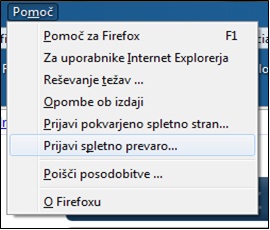 Pomoč
Pomoč za Firefox F1
Za uporabnike Internet Explorerja
Reševanje težav ...
Opombe ob izdaji
Prijavi pokvarjeno spletno stran...
Prijavi spletno prevaro...
Poišči posodobitve ...
O Firefoxu